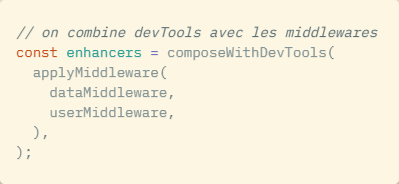 // on combine devTools avec les middlewares
const enhancers = composeWithDevTools(
  applyMiddleware(
    dataMiddleware,
    userMiddleware,
  ),
);